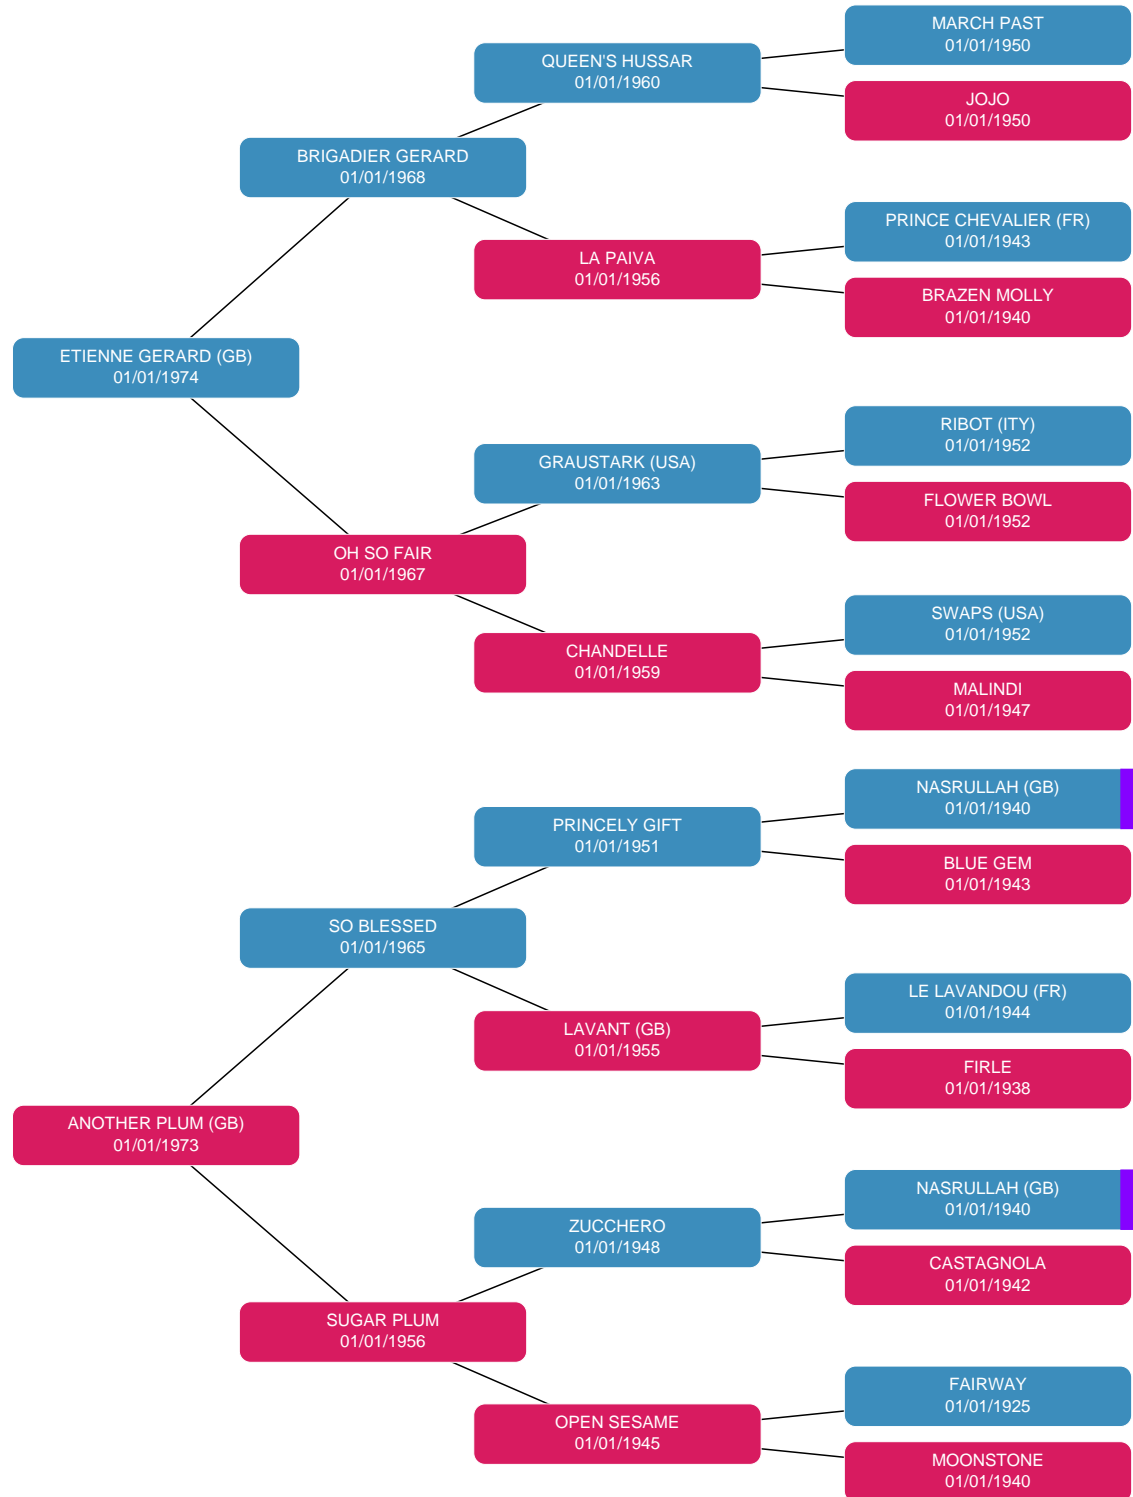 MARCH PAST
01/01/1950
QUEEN'S HUSSAR
01/01/1960
JOJO
01/01/1950
BRIGADIER GERARD
01/01/1968
PRINCE CHEVALIER (FR)
01/01/1943
LA PAIVA
01/01/1956
BRAZEN MOLLY
01/01/1940
ETIENNE GERARD (GB)
01/01/1974
RIBOT (ITY)
01/01/1952
GRAUSTARK (USA)
01/01/1963
FLOWER BOWL
01/01/1952
OH SO FAIR
01/01/1967
SWAPS (USA)
01/01/1952
CHANDELLE
01/01/1959
MALINDI
01/01/1947
NASRULLAH (GB)
01/01/1940
PRINCELY GIFT
01/01/1951
BLUE GEM
01/01/1943
SO BLESSED
01/01/1965
LE LAVANDOU (FR)
01/01/1944
LAVANT (GB)
01/01/1955
FIRLE
01/01/1938
ANOTHER PLUM (GB)
01/01/1973
NASRULLAH (GB)
01/01/1940
ZUCCHERO
01/01/1948
CASTAGNOLA
01/01/1942
SUGAR PLUM
01/01/1956
FAIRWAY
01/01/1925
OPEN SESAME
01/01/1945
MOONSTONE
01/01/1940